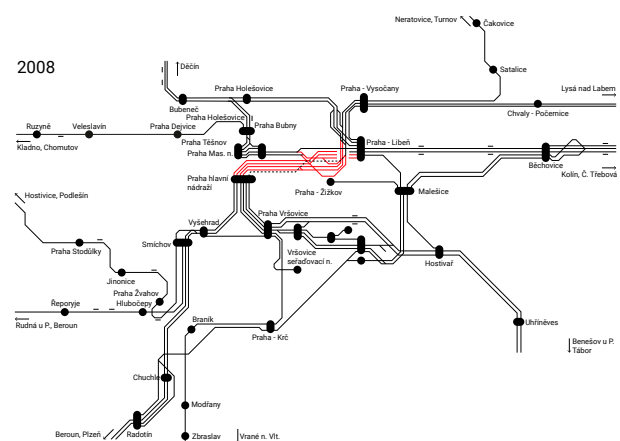 Neratovice, Turnov
Čakovice
2008
Děčín
Satalice
Praha Holešovice
Praha - Vysočany
Lysá nad Labem
Bubeneč
Praha Holešovice
Chvaly - Počernice
Ruzyně
Veleslavín
Praha Dejvice
Praha Bubny
Kladno, Chomutov
Praha Těšnov
Praha Mas. n.
Praha - Libeň
Běchovice
Kolín, Č. Třebová
Praha hlavní
nádraží
Praha - Žižkov
Malešice
Hostivice, Podlešín
Vyšehrad
Praha Vršovice
Smíchov
Praha Stodůlky
Vršovice
seřaďovací n.
Hostivař
Jinonice
Praha Žvahov
Hlubočepy
Řeporyje
Rudná u P., Beroun
Braník
Praha - Krč
Uhříněves
Benešov u P.
Tábor
Chuchle
Modřany
Beroun, Plzeň
Radotín
Zbraslav
Vrané n. Vlt.